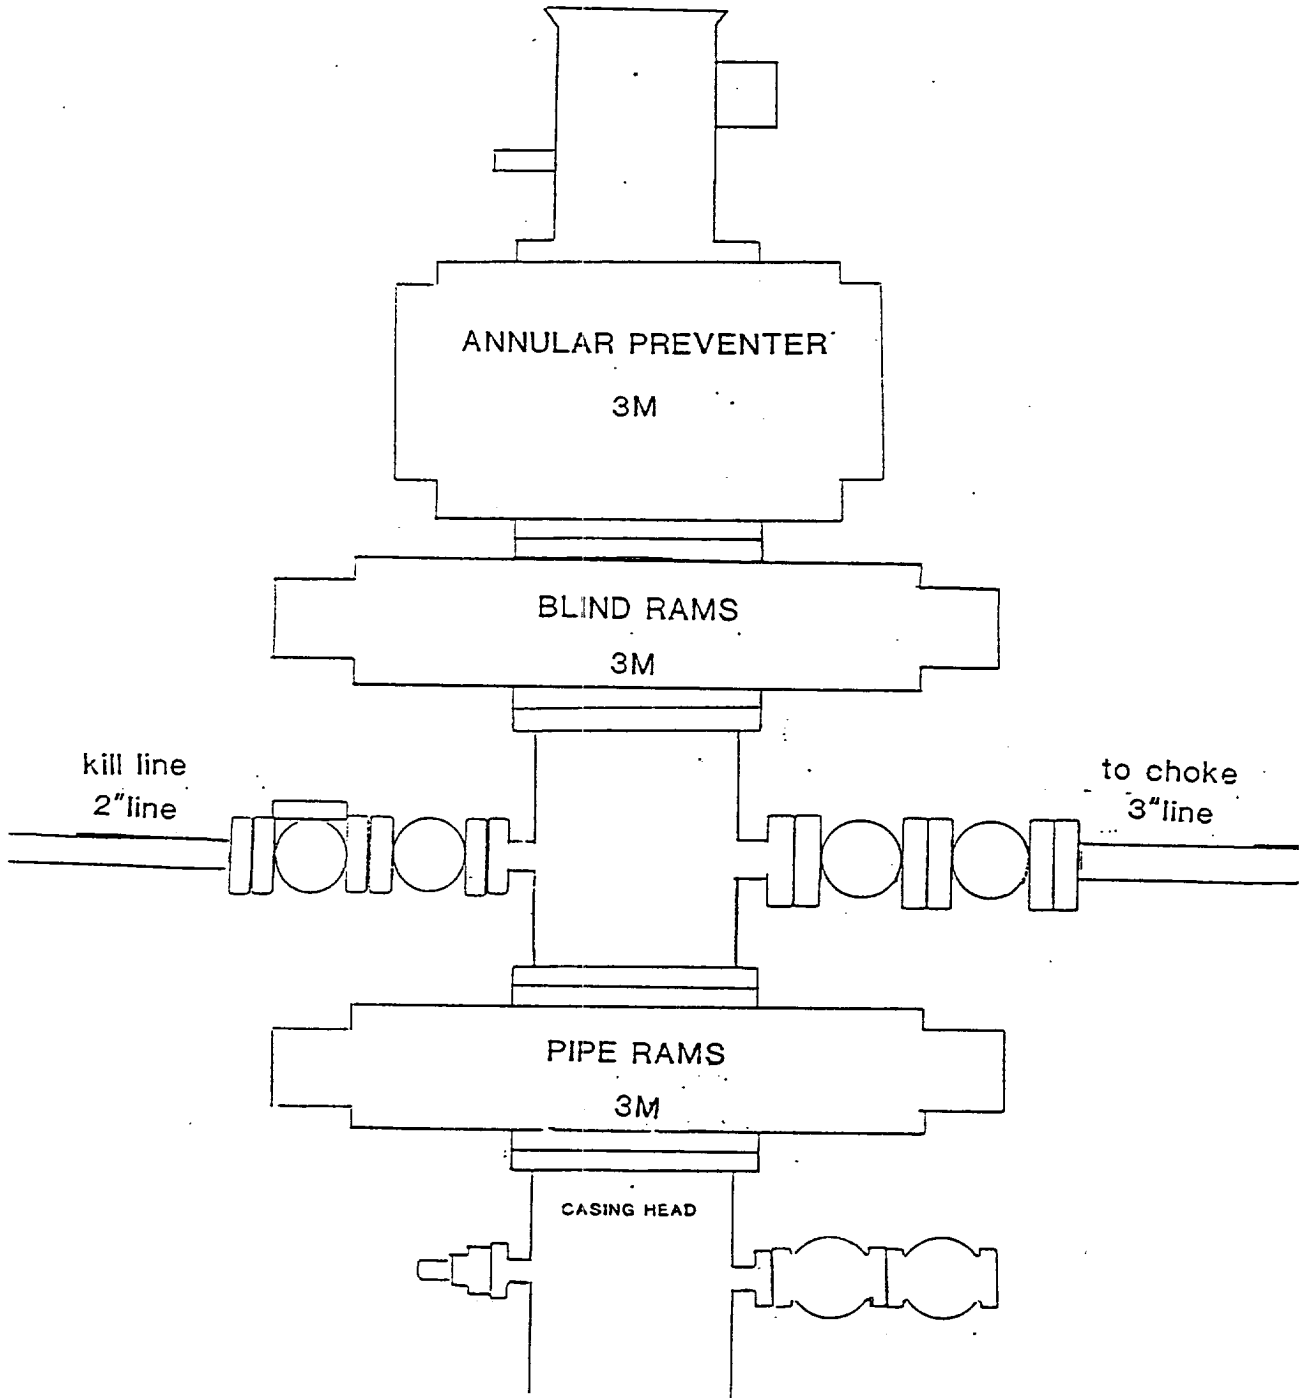 ANNULAR PREVENTER
3M
BLIND RAMS
3M
kill line
2"line
to choke
3"line
PIPE RAMS
3M
CASING HEAD